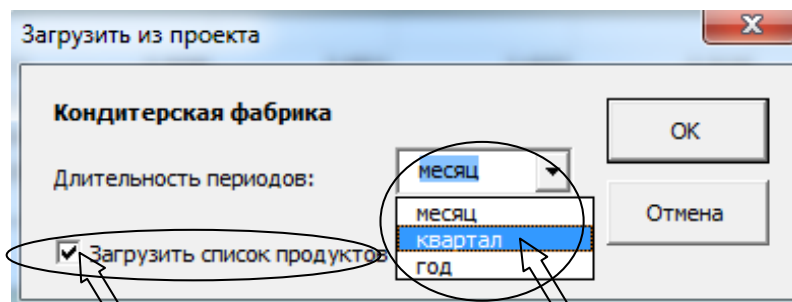 Загрузить из проекта
Кондитерская фабрика
OK
Длительность периодов:
месяц
месяц
Отмена
квартал
Загрузить список продуктов
год